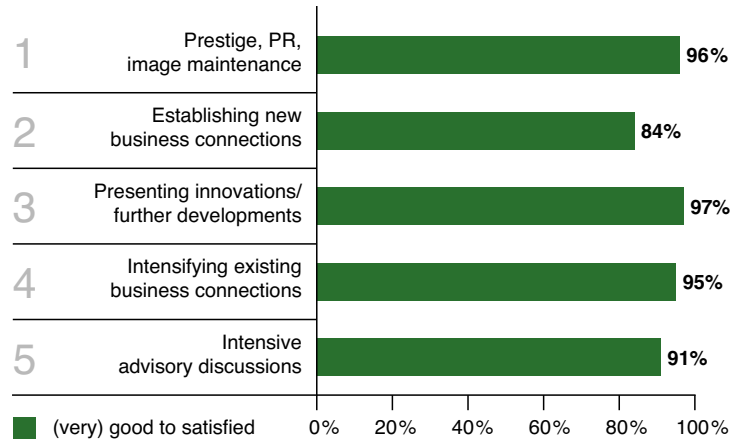 1
Prestige, PR,
image maintenance
96%
2
Establishing new
business connections
84%
3
Presenting innovations/
further developments
97%
4
Intensifying existing
business connections
95%
5
Intensive
advisory discussions
91%
(very) good to satisfied
0% 20% 40% 60% 80% 100%